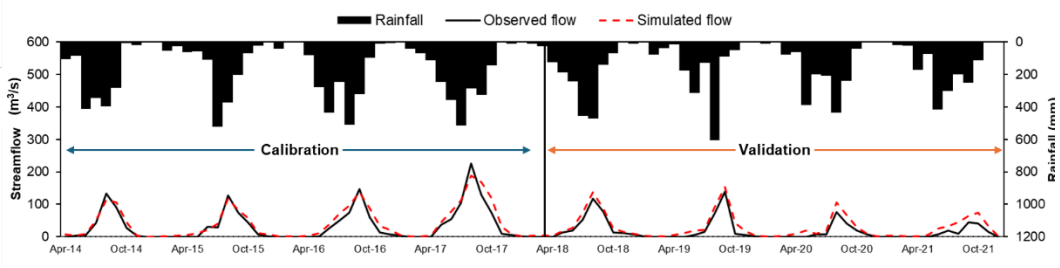 Rainfall Observed flow Simulated flow
600 0
500 200
400 400
300 600
200 800
100 1000
0 1200
Streamflow (m³/s)
Rainfall (mm)
Calibration Validation
Apr-14 Oct-14 Apr-15 Oct-15 Apr-16 Oct-16 Apr-17 Oct-17 Apr-18 Oct-18 Apr-19 Oct-19 Apr-20 Oct-20 Apr-21 Oct-21